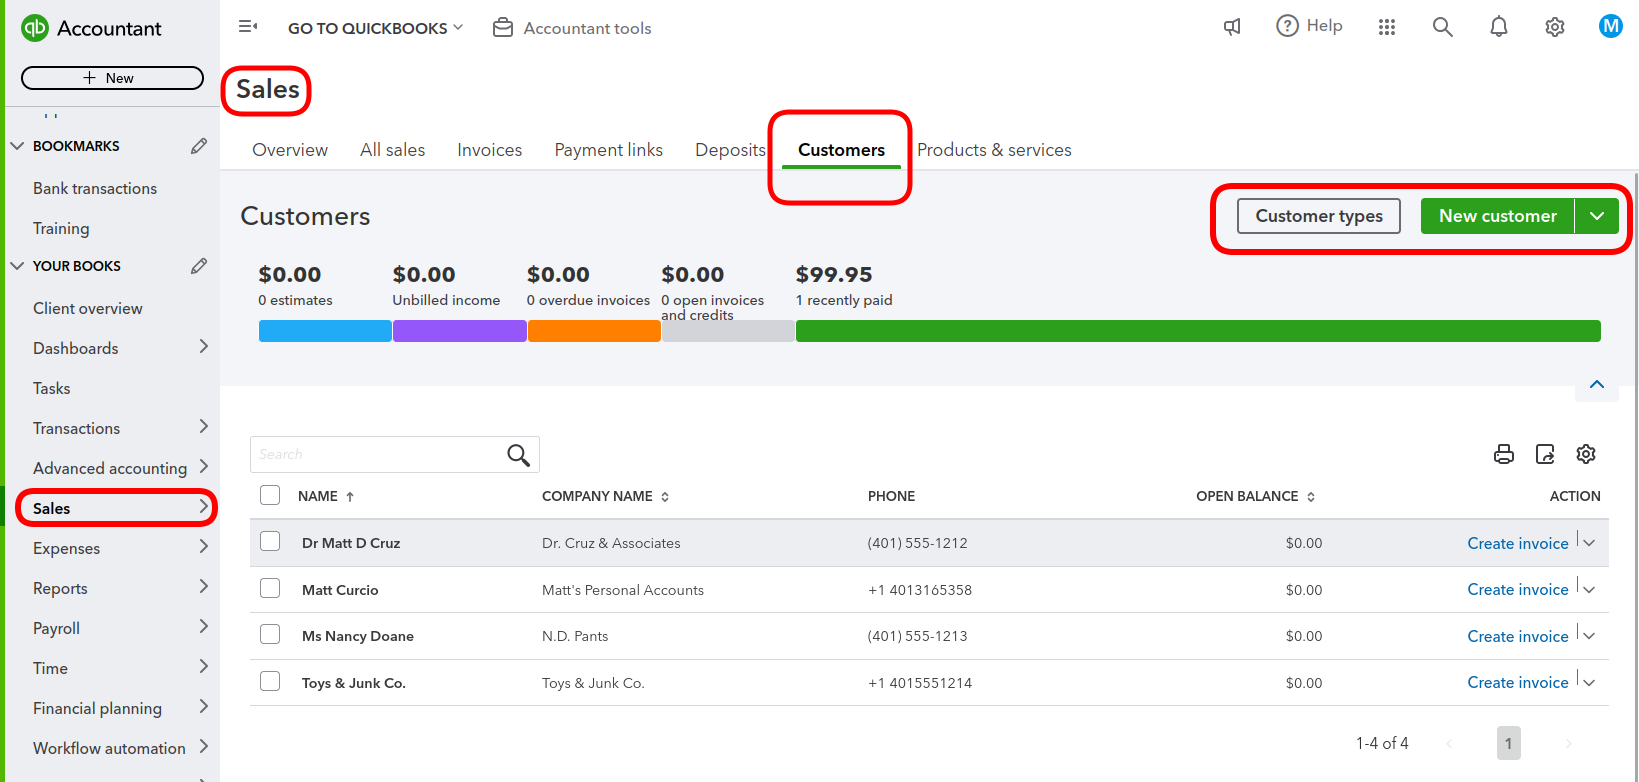 qb Accountant
GO TO QUICKBOOKS
Accountant tools
Help
M
+ New
Sales
BOOKMARKS
Bank transactions
Training
YOUR BOOKS
Client overview
Dashboards
Tasks
Transactions
Advanced accounting
Sales
Expenses
Reports
Payroll
Time
Financial planning
Workflow automation
Overview All sales Invoices Payment links Deposits Customers Products & services
Customers
Customer types
New customer
$0.00 $0.00 $0.00 $0.00 $99.95
0 estimates Unbilled income 0 overdue invoices 0 open invoices 1 recently paid
and credits
Search
NAME COMPANY NAME PHONE OPEN BALANCE ACTION
Dr Matt D Cruz Dr. Cruz & Associates (401) 555-1212 $0.00 Create invoice
Matt Curcio Matt's Personal Accounts +1 4013165358 $0.00 Create invoice
Ms Nancy Doane N.D. Pants (401) 555-1213 $0.00 Create invoice
Toys & Junk Co. Toys & Junk Co. +1 4015551214 $0.00 Create invoice
1-4 of 4
1